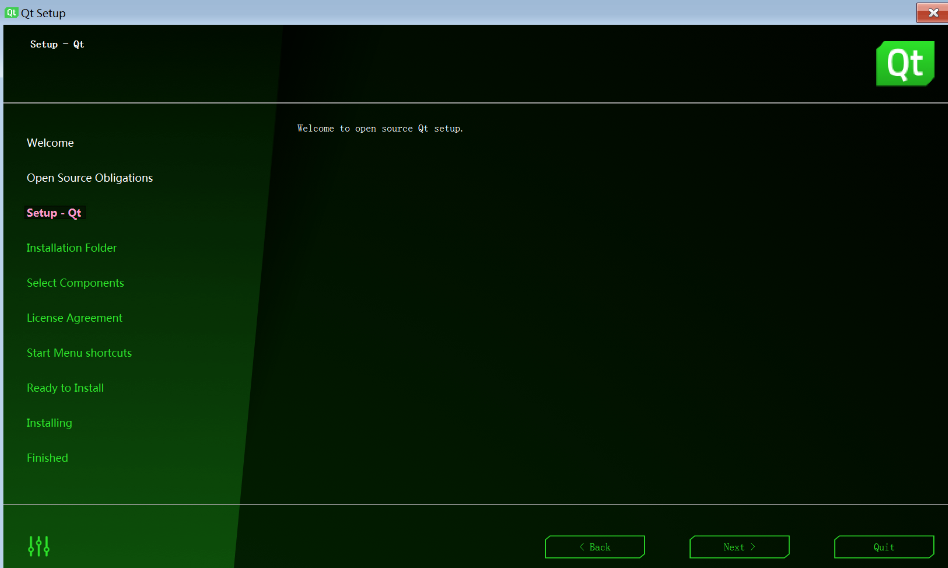 Qt Qt Setup
Setup - Qt
Qt
Welcome to open source Qt setup.
Welcome
Open Source Obligations
Setup - Qt
Installation Folder
Select Components
License Agreement
Start Menu shortcuts
Ready to Install
Installing
Finished
< Back
Next >
Quit